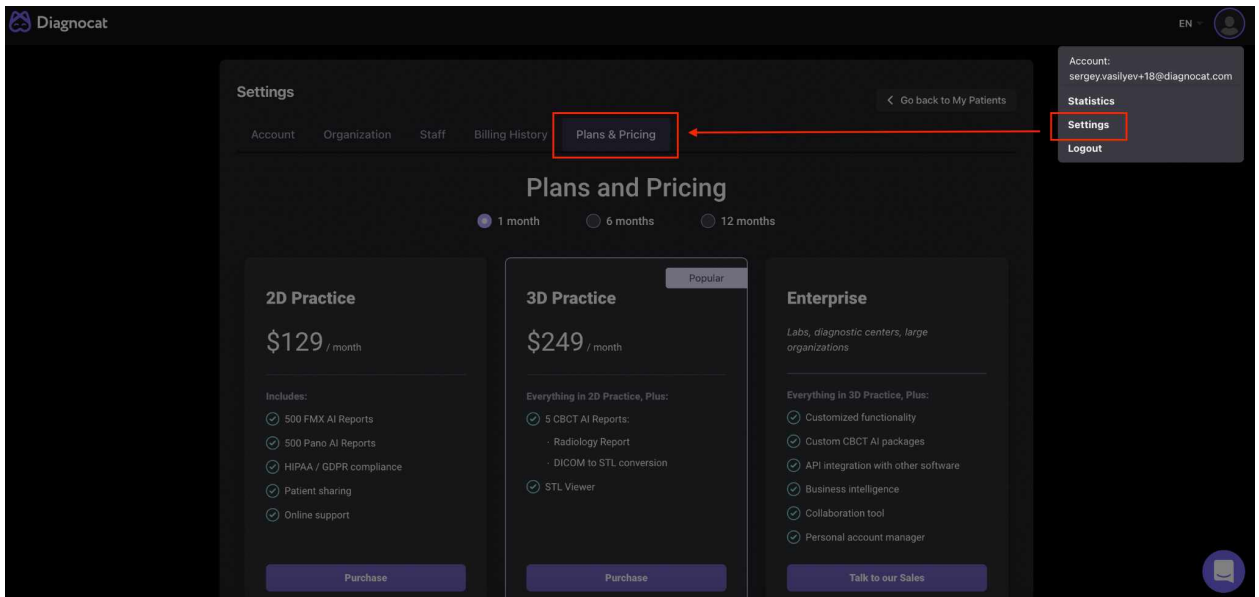 Diagnocat
EN
Account:
sergey.vasilyev+18@diagnocat.com
Statistics
Settings
Logout
Settings
Go back to My Patients
Account Organization Staff Billing History Plans & Pricing
Plans and Pricing
1 month 6 months 12 months
2D Practice
$129 / month
Includes:
500 FMX AI Reports
500 Pano AI Reports
HIPAA / GDPR compliance
Patient sharing
Online support
Purchase
Popular
3D Practice
$249 / month
Everything in 2D Practice, Plus:
5 CBCT AI Reports:
· Radiology Report
· DICOM to STL conversion
STL Viewer
Purchase
Enterprise
Labs, diagnostic centers, large
organizations
Everything in 3D Practice, Plus:
Customized functionality
Custom CBCT AI packages
API integration with other software
Business intelligence
Collaboration tool
Personal account manager
Talk to our Sales